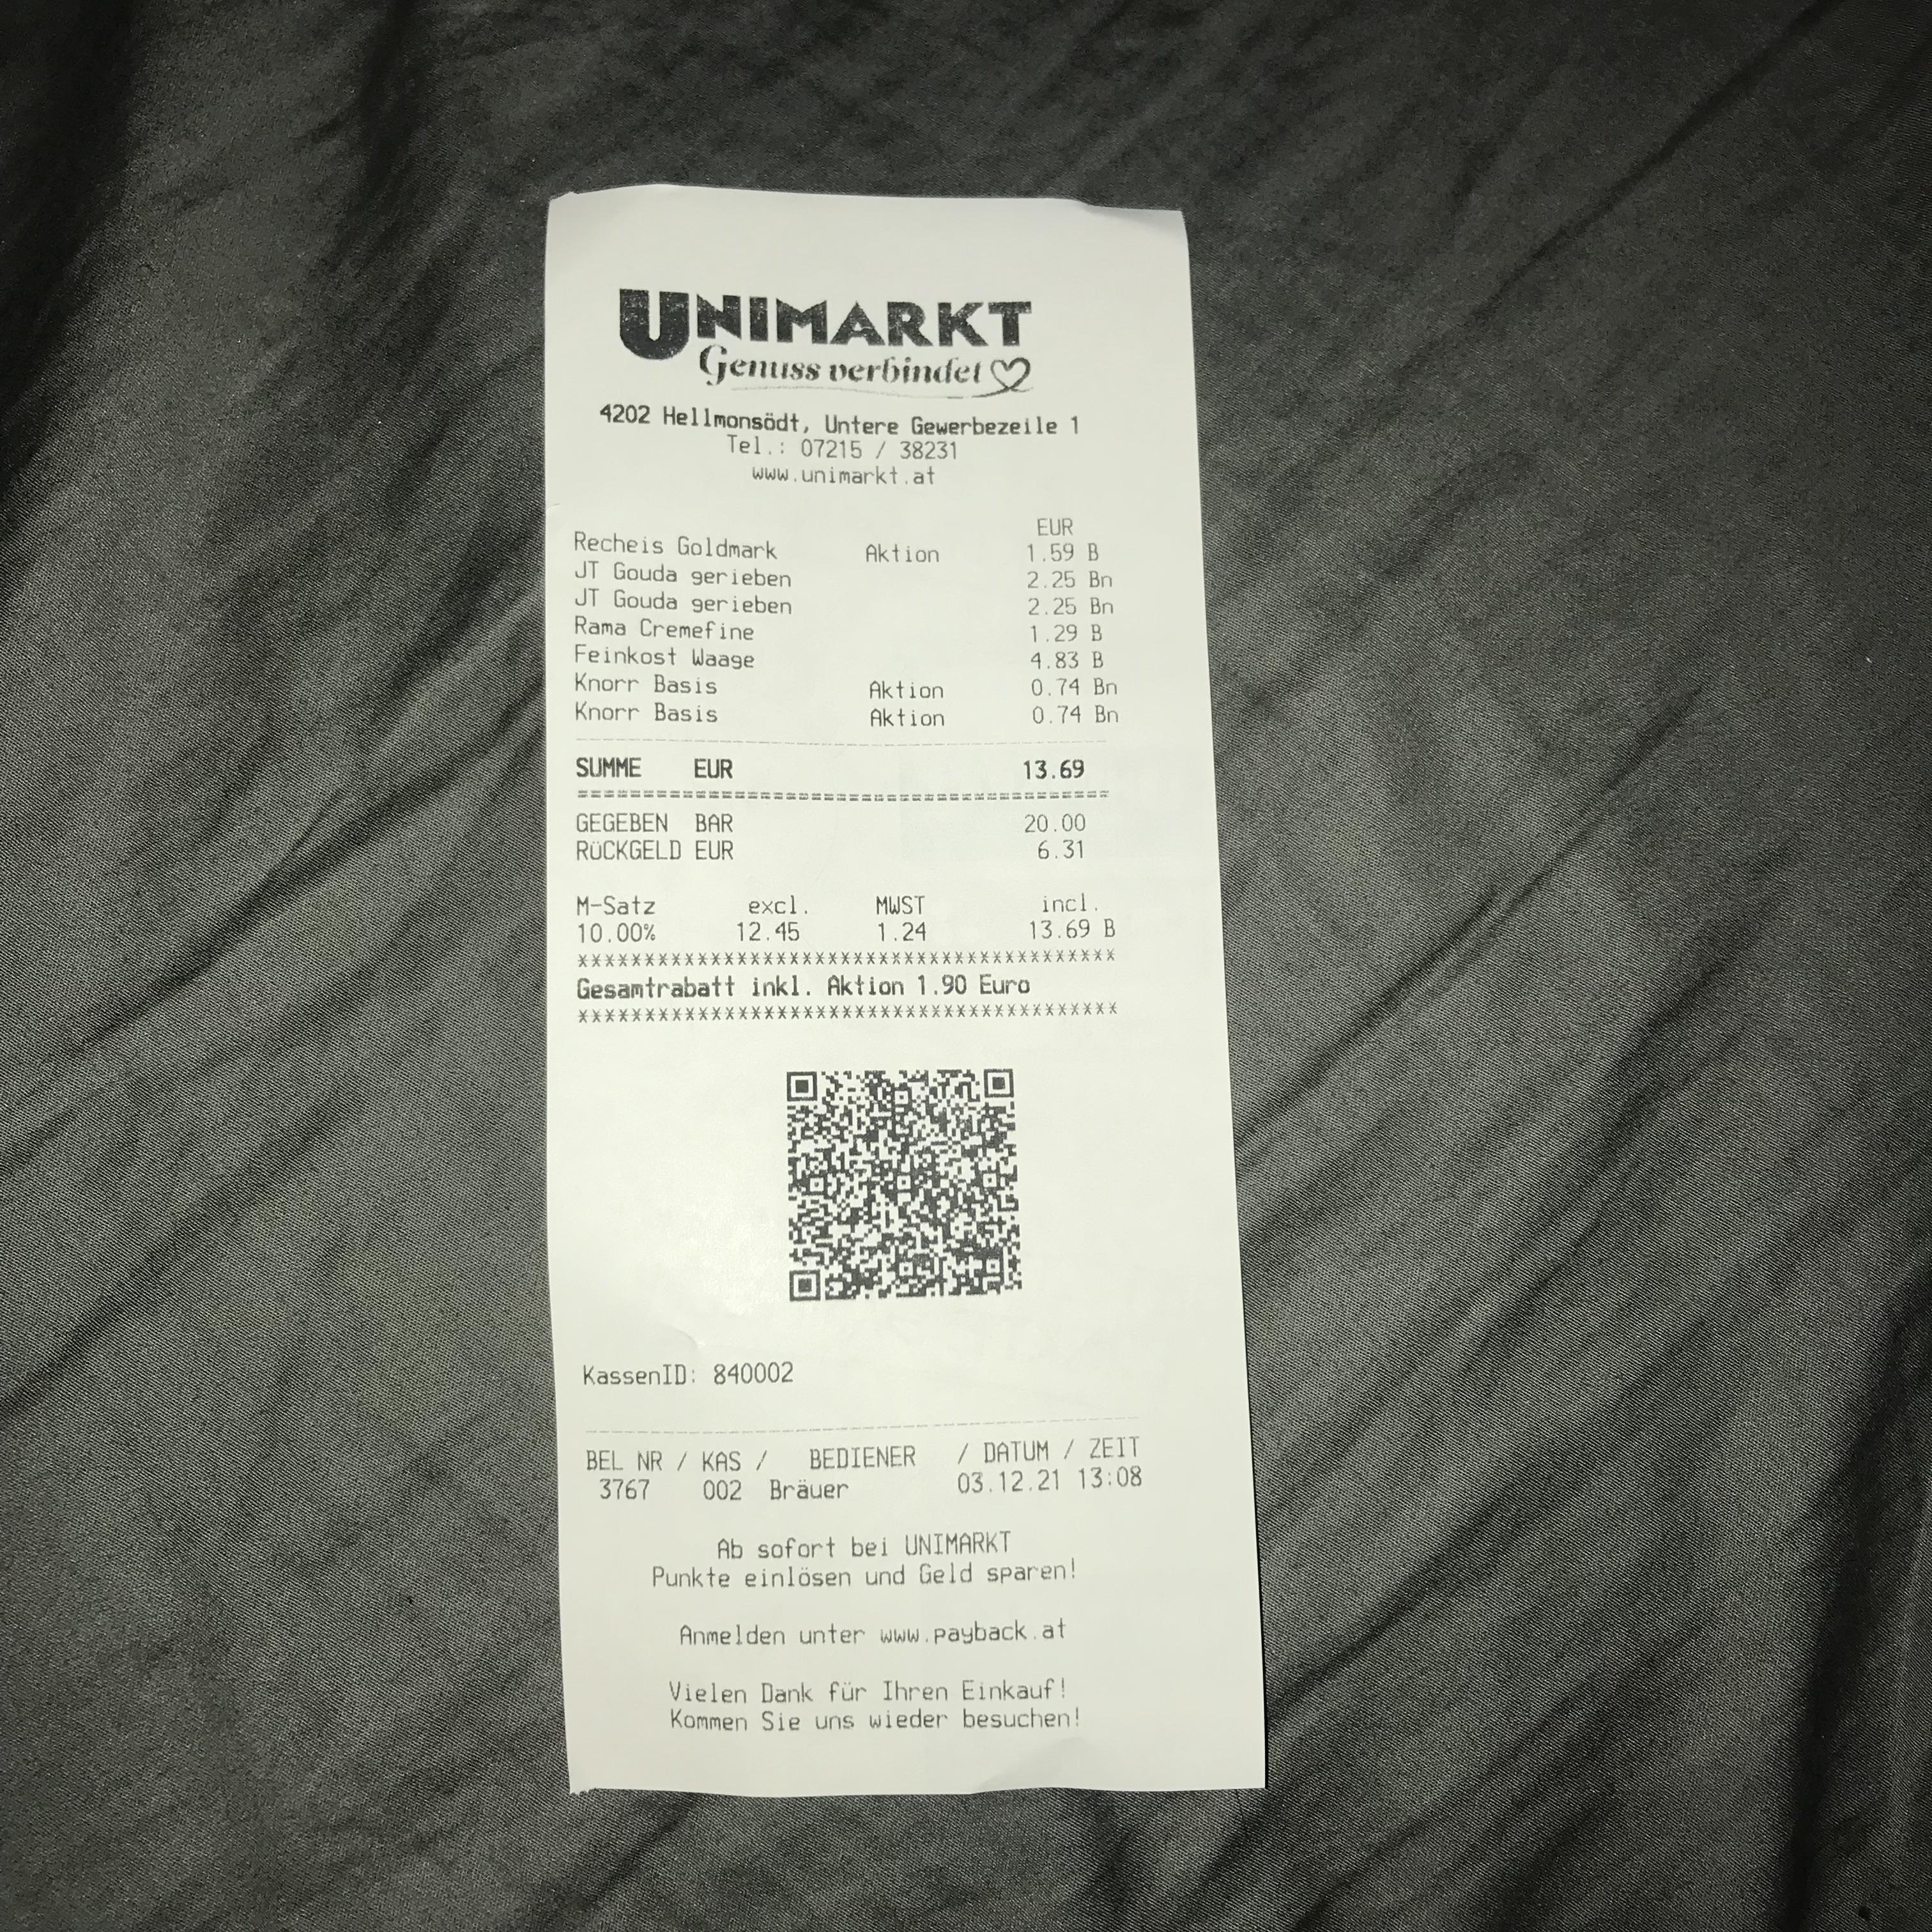 UNIMARKT
Genuss verbindet
4202 Hellmonsödt, Untere Gewerbezeile 1
Tel.: 07215 / 38231
www.unimarkt.at
EUR
Recheis Goldmark Aktion 1.59 B
JT Gouda gerieben 2.25 Bn
JT Gouda gerieben 2.25 Bn
Rama Cremefine 1.29 B
Feinkost Waage 4.83 B
Knorr Basis Aktion 0.74 Bn
Knorr Basis Aktion 0.74 Bn
SUMME EUR 13.69
========================================
GEGEBEN BAR 20.00
RÜCKGELD EUR 6.31
M-Satz excl. MWST incl.
10.00% 12.45 1.24 13.69 B
*****************************************
Gesamtrabatt inkl. Aktion 1.90 Euro
*****************************************
KassenID: 840002
BEL NR / KAS / BEDIENER / DATUM / ZEIT
3767 002 Bräuer 03.12.21 13:08
Ab sofort bei UNIMARKT
Punkte einlösen und Geld sparen!
Anmelden unter www.payback.at
Vielen Dank für Ihren Einkauf!
Kommen Sie uns wieder besuchen!